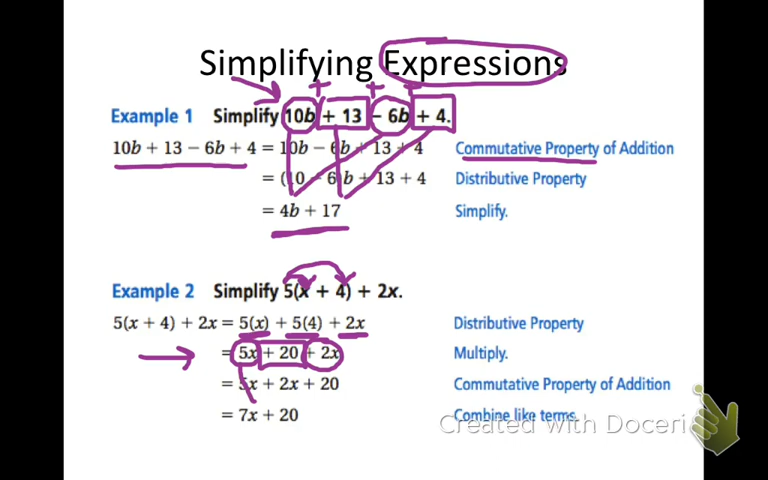 Simplifying Expressions
+ + +
Example 1 Simplify 10b + 13 − 6b + 4.
10b + 13 − 6b + 4 = 10b − 6b + 13 + 4 Commutative Property of Addition
= (10 − 6)b + 13 + 4 Distributive Property
= 4b + 17 Simplify.
Example 2 Simplify 5(x + 4) + 2x.
5(x + 4) + 2x = 5(x) + 5(4) + 2x Distributive Property
= 5x + 20 + 2x Multiply.
= 5x + 2x + 20 Commutative Property of Addition
= 7x + 20 Combine like terms.
Created with Doceri